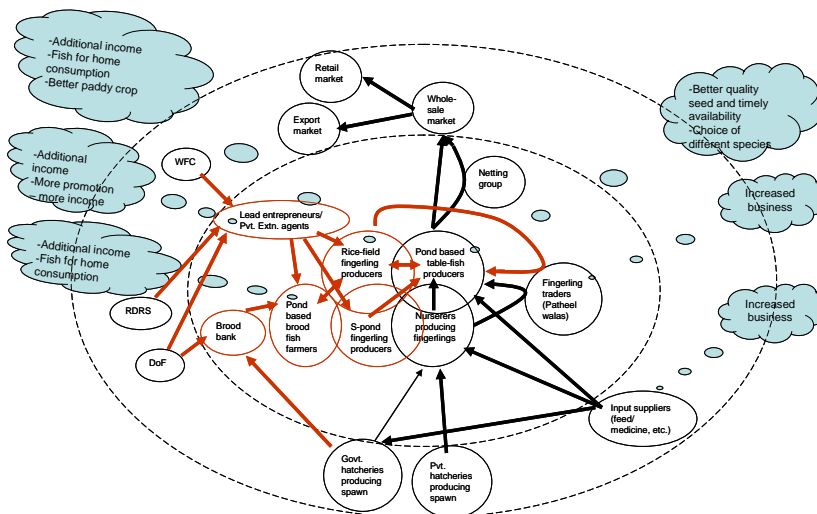 -Additional income
-Fish for home
consumption
-Better paddy crop
-Additional
income
-More promotion
– more income
-Additional income
-Fish for home
consumption
Retail
market
Export
market
Whole-
sale
market
Netting
group
-Better quality
seed and timely
availability
-Choice of
different species
Increased
business
Increased
business
WFC
Lead entrepreneurs/
Pvt. Extn. agents
RDRS
DoF
Brood
bank
Rice-field
fingerling
producers
Pond based
table-fish
producers
Pond
based
brood
fish
farmers
S-pond
fingerling
producers
Nurserers
producing
fingerlings
Fingerling
traders
(Patheel
walas)
Input suppliers
(feed/
medicine, etc.)
Govt.
hatcheries
producing
spawn
Pvt.
hatcheries
producing
spawn